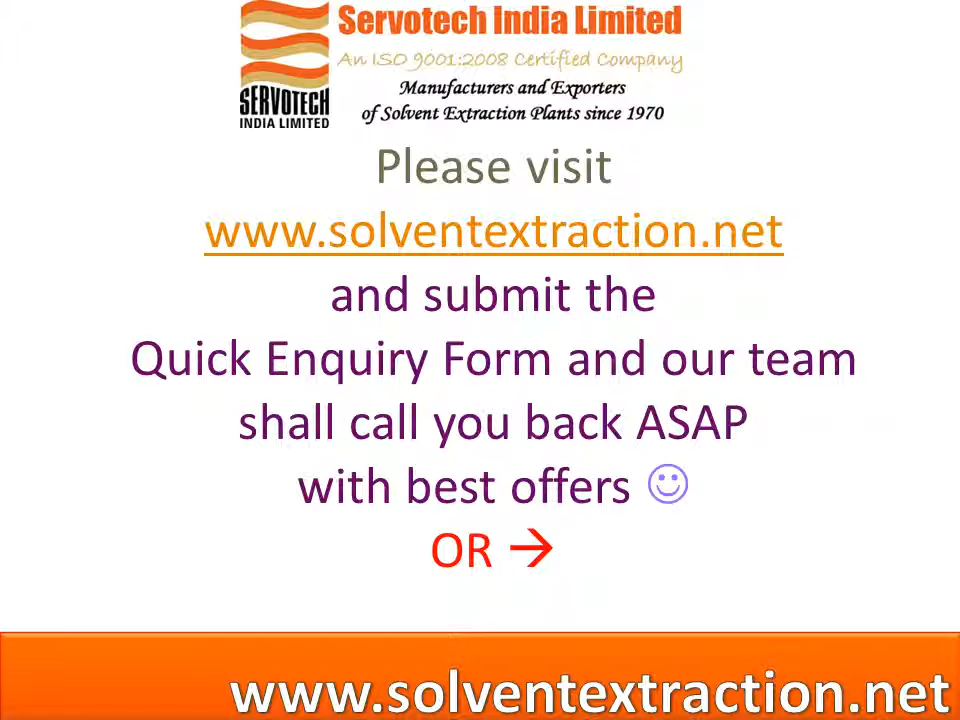 Servotech India Limited
An ISO 9001:2008 Certified Company
Manufacturers and Exporters
of Solvent Extraction Plants since 1970
SERVOTECH
INDIA LIMITED
Please visit
www.solventextraction.net
and submit the
Quick Enquiry Form and our team
shall call you back ASAP
with best offers ☺
OR →
www.solventextraction.net